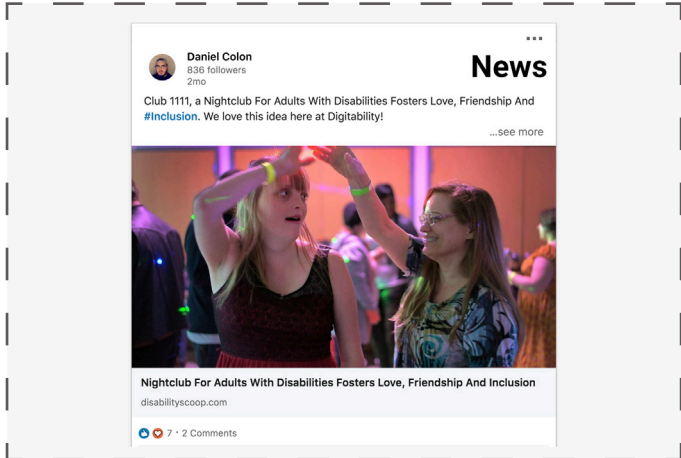 Daniel Colon
836 followers
2mo
News
Club 1111, a Nightclub For Adults With Disabilities Fosters Love, Friendship And
#Inclusion. We love this idea here at Digitability!
...see more
Nightclub For Adults With Disabilities Fosters Love, Friendship And Inclusion
disabilityscoop.com
7 · 2 Comments